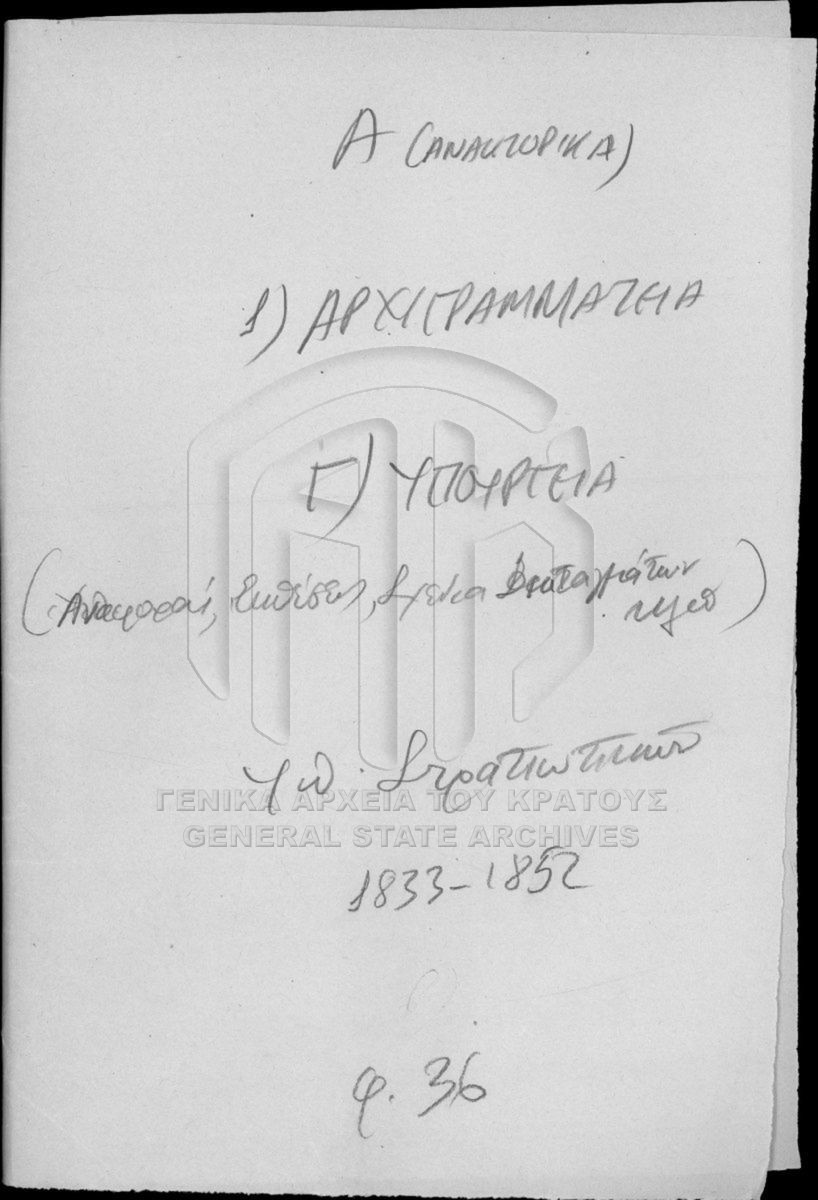 Α (ΑΝΑΚΤΟΡΙΚΑ)
1) ΑΡΧΙΓΡΑΜΜΑΤΕΙΑ
Γ) ΥΠΟΥΡΓΕΙΑ
(Αναφοραί, Εκθέσεις, Σχέδια Διαταγμάτων
κλπ)
Υπ. Στρατιωτικών
ΓΕΝΙΚΑ ΑΡΧΕΙΑ ΤΟΥ ΚΡΑΤΟΥΣ
GENERAL STATE ARCHIVES
1833-1852
φ. 36